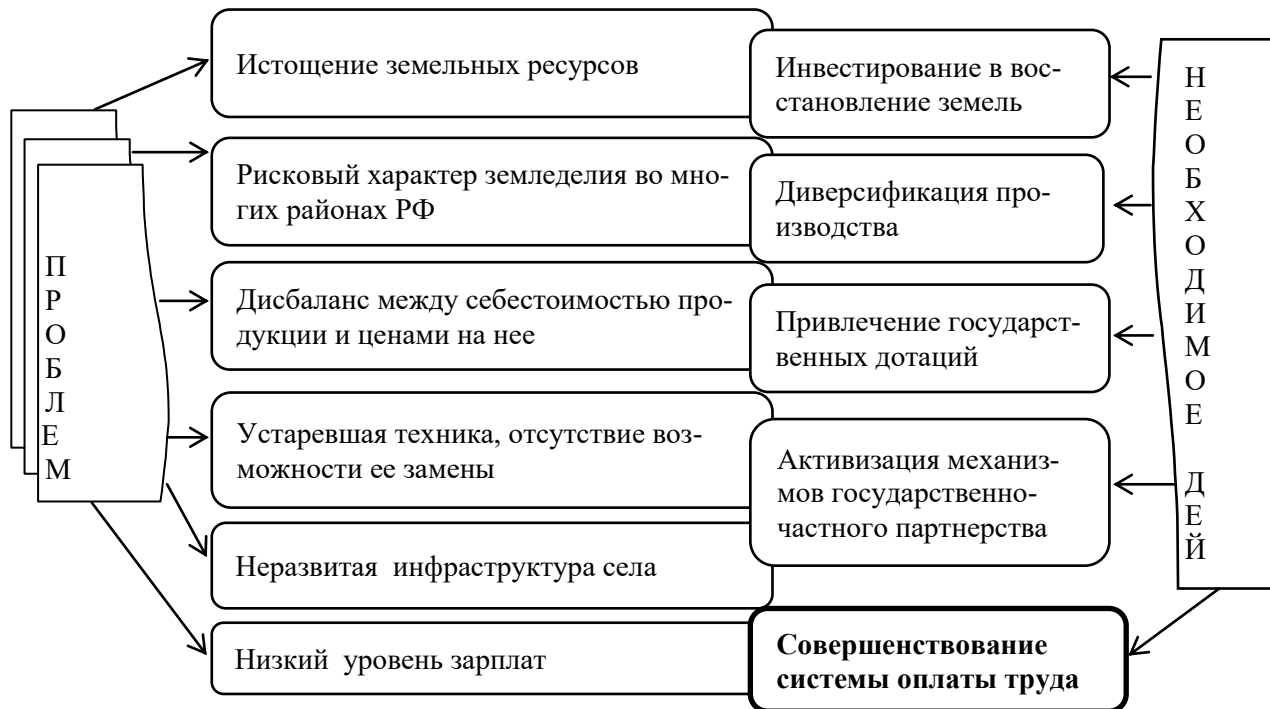 П
Р
О
Б
Л
Е
М
Истощение земельных ресурсов
Рисковый характер земледелия во мно-
гих районах РФ
Дисбаланс между себестоимостью про-
дукции и ценами на нее
Устаревшая техника, отсутствие воз-
можности ее замены
Неразвитая инфраструктура села
Низкий уровень зарплат
Инвестирование в вос-
становление земель
Диверсификация про-
изводства
Привлечение государст-
венных дотаций
Активизация механиз-
мов государственно-
частного партнерства
Совершенствование
системы оплаты труда
Н
Е
О
Б
Х
О
Д
И
М
О
Е
Д
Е
Й